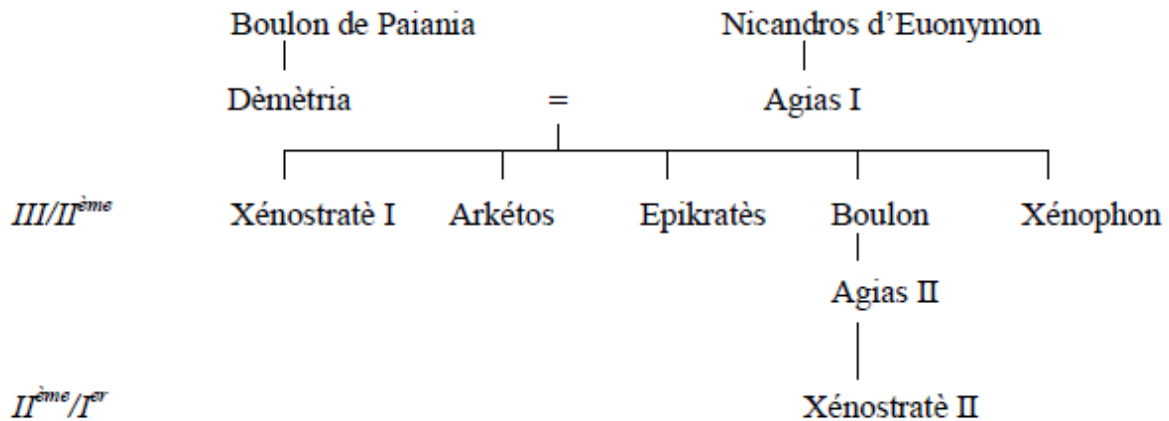 Boulon de Paiania Nicandros d’Euonymon
Dèmètria = Agias I
III/IIème Xénostratè I Arkétos Epikratès Boulon Xénophon
Agias II
IIème/Ier Xénostratè II